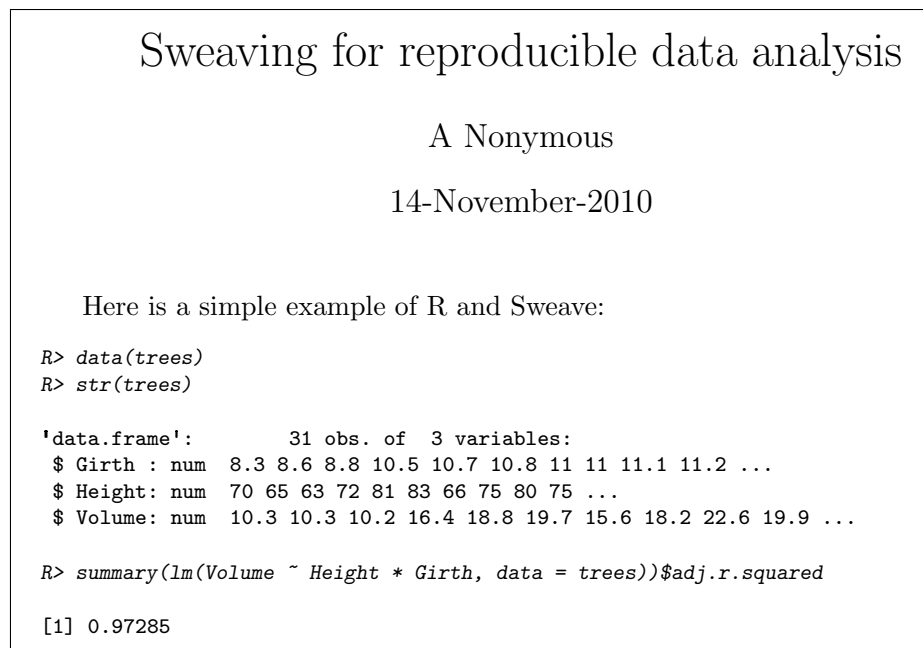 Sweaving for reproducible data analysis
A Nonymous
14-November-2010
Here is a simple example of R and Sweave:
R> data(trees)
R> str(trees)
'data.frame':       31 obs. of  3 variables:
 $ Girth : num  8.3 8.6 8.8 10.5 10.7 10.8 11 11 11.1 11.2 ...
 $ Height: num  70 65 63 72 81 83 66 75 80 75 ...
 $ Volume: num  10.3 10.3 10.2 16.4 18.8 19.7 15.6 18.2 22.6 19.9 ...
R> summary(lm(Volume ~ Height * Girth, data = trees))$adj.r.squared
[1] 0.97285